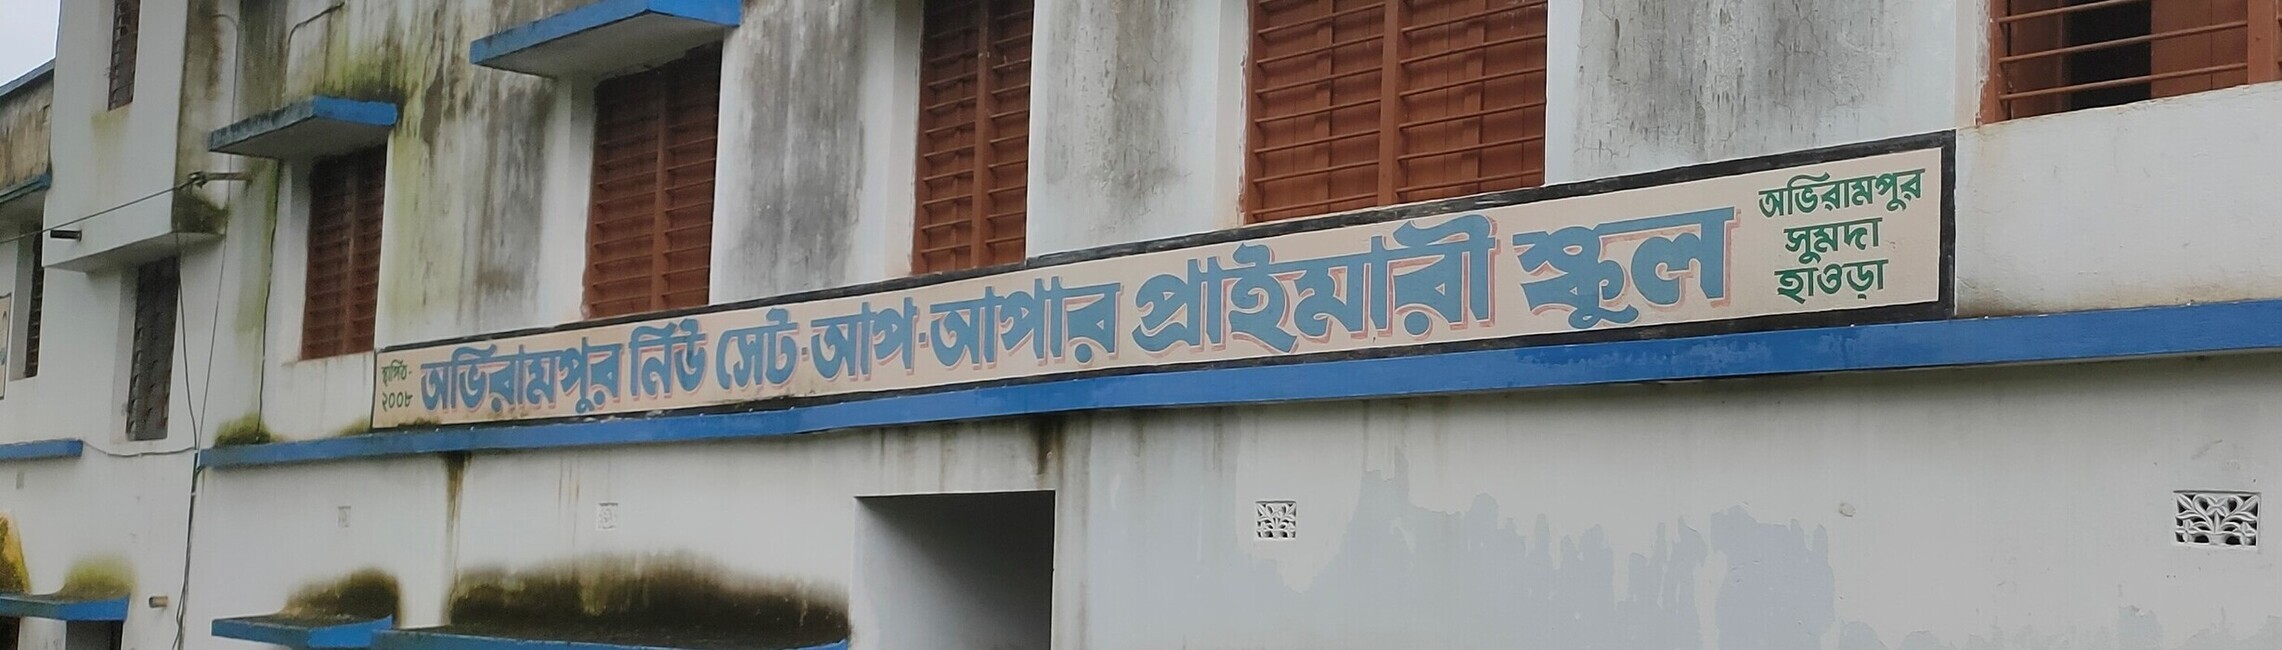 স্থাপিত-
২০০৮
অভিরামপুর নিউ সেট-আপ-আপার প্রাইমারী স্কুল
অভিরামপুর
সুমদা
হাওড়া